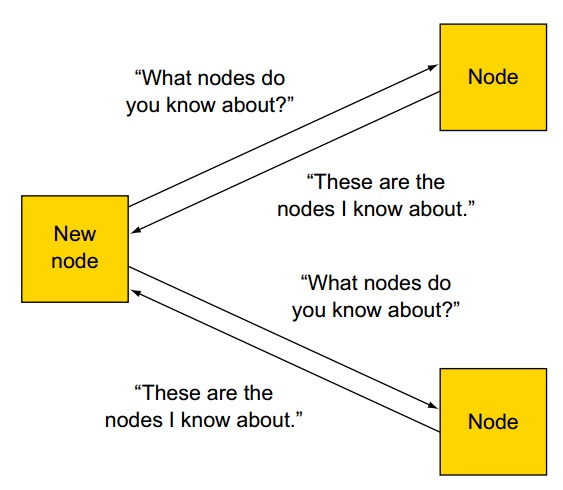 “What nodes do
you know about?”
Node
“These are the
nodes I know about.”
New
node
“What nodes do
you know about?”
“These are the
nodes I know about.”
Node